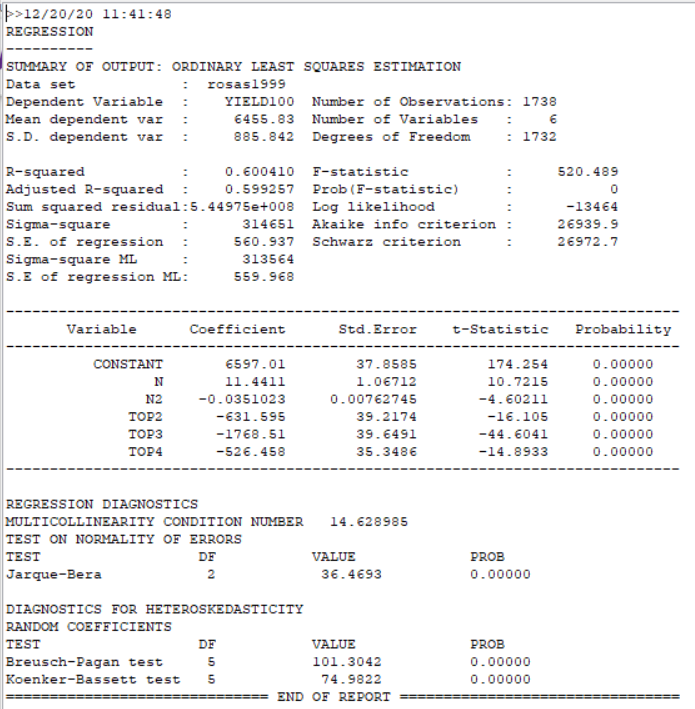 >>12/20/20 11:41:48
REGRESSION
----------
SUMMARY OF OUTPUT: ORDINARY LEAST SQUARES ESTIMATION
Data set            :  rosas1999
Dependent Variable  :     YIELD100  Number of Observations: 1738
Mean dependent var  :      6455.83  Number of Variables   :    6
S.D. dependent var  :      885.842  Degrees of Freedom    : 1732

R-squared           :     0.600410  F-statistic           :     520.489
Adjusted R-squared  :     0.599257  Prob(F-statistic)     :           0
Sum squared residual:5.44975e+008  Log likelihood        :      -13464
Sigma-square        :       314651  Akaike info criterion :     26939.9
S.E. of regression  :      560.937  Schwarz criterion     :     26972.7
Sigma-square ML     :       313564
S.E of regression ML:      559.968

-----------------------------------------------------------------------------
Variable      Coefficient      Std.Error     t-Statistic   Probability
-----------------------------------------------------------------------------
CONSTANT       6597.01        37.8585         174.254     0.00000
N       11.4411        1.06712         10.7215     0.00000
N2    -0.0351023     0.00762745        -4.60211     0.00000
TOP2      -631.595        39.2174         -16.105     0.00000
TOP3      -1768.51        39.6491        -44.6041     0.00000
TOP4      -526.458        35.3486        -14.8933     0.00000
-----------------------------------------------------------------------------

REGRESSION DIAGNOSTICS
MULTICOLLINEARITY CONDITION NUMBER   14.628985
TEST ON NORMALITY OF ERRORS
TEST                  DF           VALUE             PROB
Jarque-Bera            2            36.4693          0.00000

DIAGNOSTICS FOR HETEROSKEDASTICITY
RANDOM COEFFICIENTS
TEST                  DF           VALUE             PROB
Breusch-Pagan test     5           101.3042          0.00000
Koenker-Bassett test   5            74.9822          0.00000
============================== END OF REPORT ================================